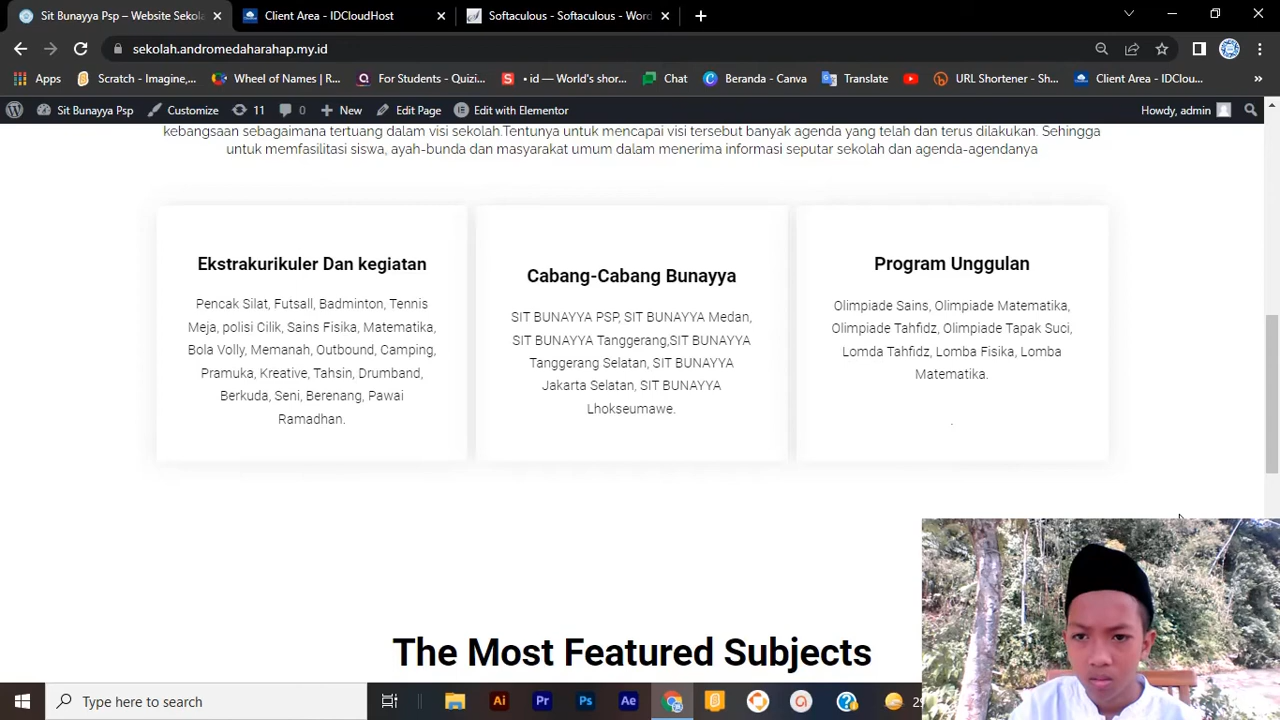 Sit Bunayya Psp – Website Sekola
Client Area - IDCloudHost
Softaculous - Softaculous - Word
sekolah.andromedaharahap.my.id
Apps
Scratch - Imagine,...
Wheel of Names | R...
For Students - Quizi...
• id — World's shor...
Chat
Beranda - Canva
Translate
URL Shortener - Sh...
Client Area - IDClou...
Sit Bunayya Psp
Customize
11
0
New
Edit Page
Edit with Elementor
Howdy, admin
kebangsaan sebagaimana tertuang dalam visi sekolah.Tentunya untuk mencapai visi tersebut banyak agenda yang telah dan terus dilakukan. Sehingga
untuk memfasilitasi siswa, ayah-bunda dan masyarakat umum dalam menerima informasi seputar sekolah dan agenda-agendanya
Ekstrakurikuler Dan kegiatan
Pencak Silat, Futsall, Badminton, Tennis
Meja, polisi Cilik, Sains Fisika, Matematika,
Bola Volly, Memanah, Outbound, Camping,
Pramuka, Kreative, Tahsin, Drumband,
Berkuda, Seni, Berenang, Pawai
Ramadhan.
Cabang-Cabang Bunayya
SIT BUNAYYA PSP, SIT BUNAYYA Medan,
SIT BUNAYYA Tanggerang,SIT BUNAYYA
Tanggerang Selatan, SIT BUNAYYA
Jakarta Selatan, SIT BUNAYYA
Lhokseumawe.
Program Unggulan
Olimpiade Sains, Olimpiade Matematika,
Olimpiade Tahfidz, Olimpiade Tapak Suci,
Lomda Tahfidz, Lomba Fisika, Lomba
Matematika.
.
The Most Featured Subjects
Type here to search
Ai
Pr
Ps
Ae